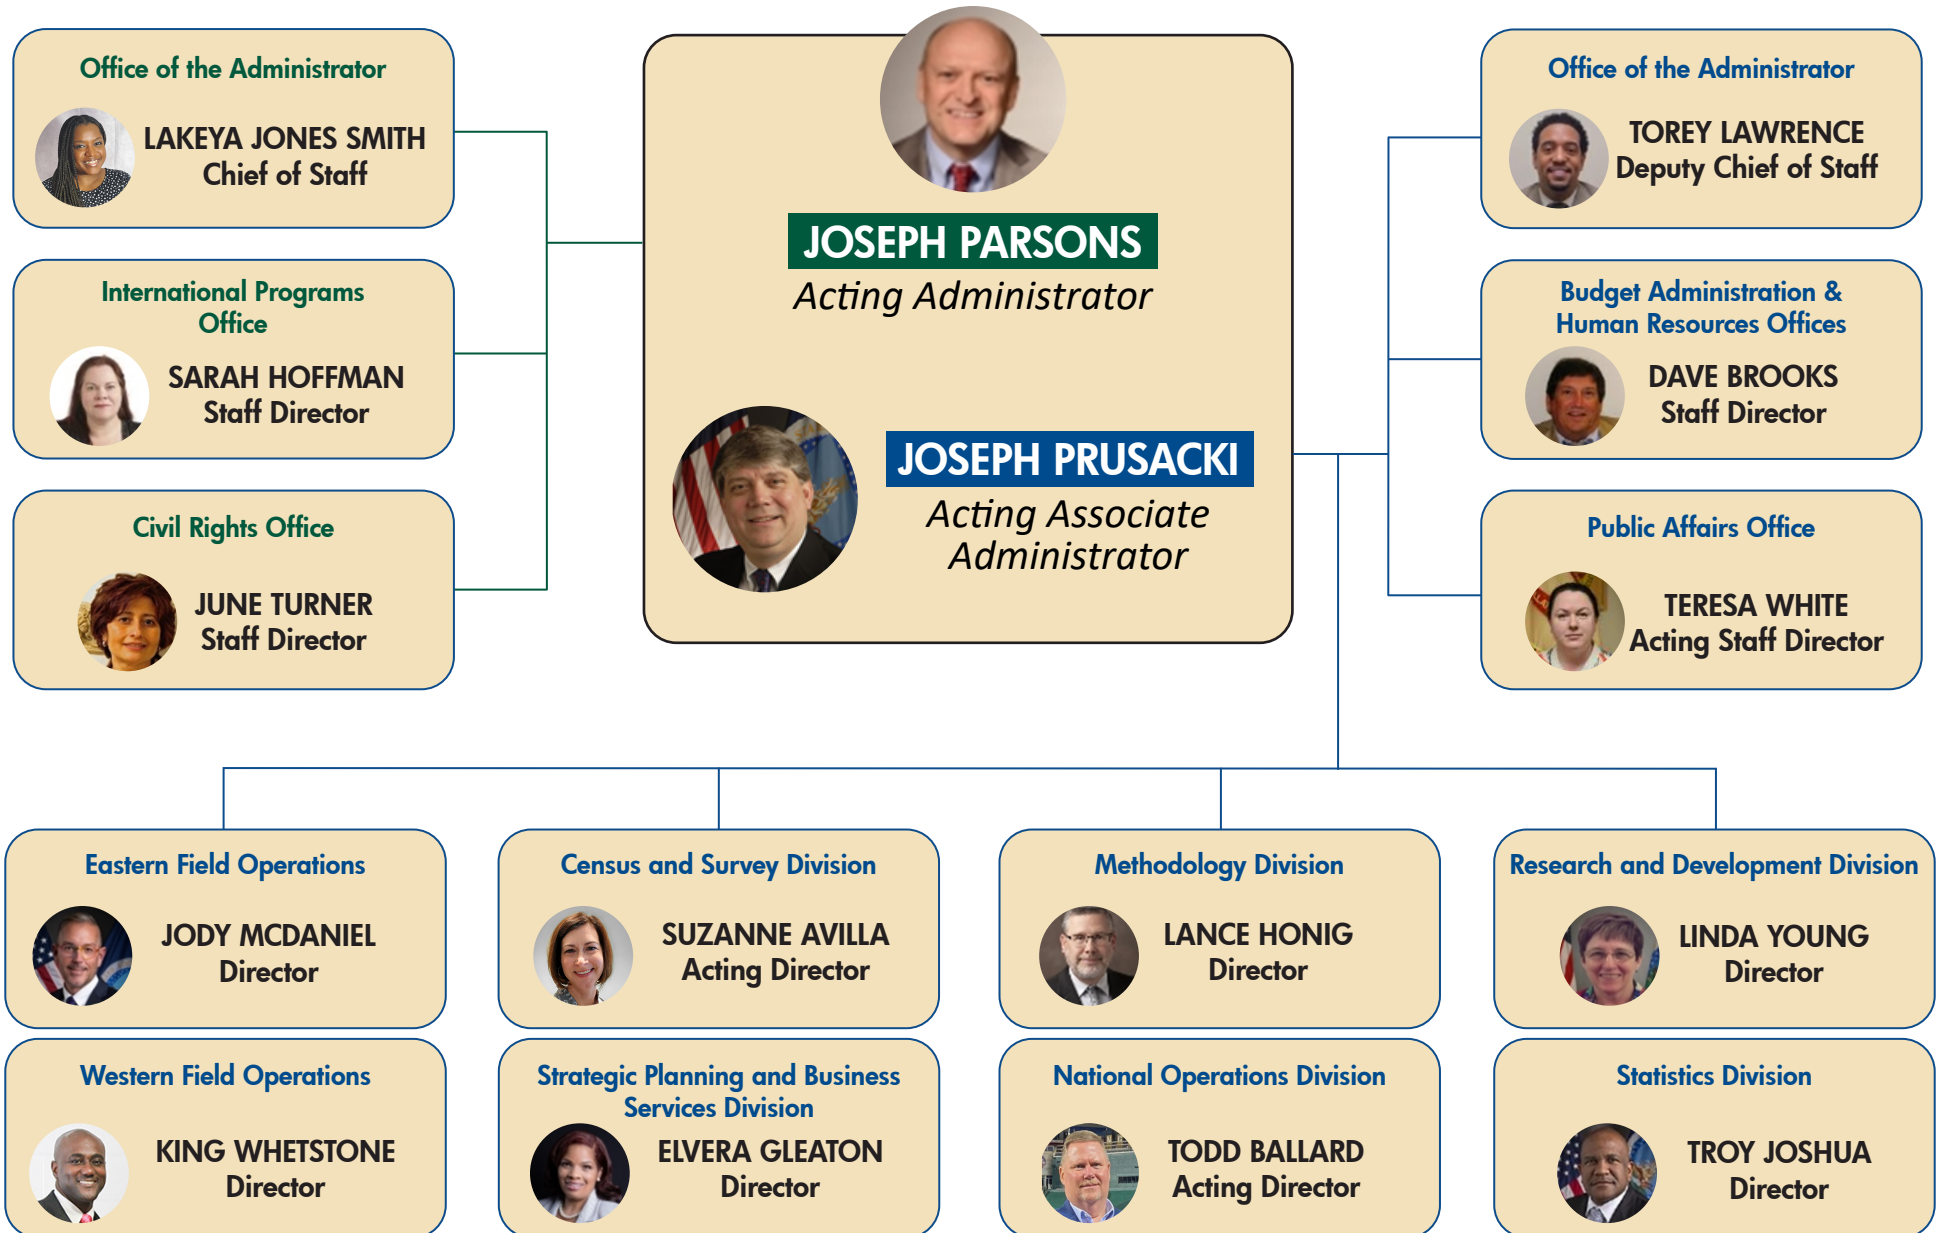 Office of the Administrator
LAKEYA JONES SMITH
Chief of Staff
International Programs
Office
SARAH HOFFMAN
Staff Director
Civil Rights Office
JUNE TURNER
Staff Director
JOSEPH PARSONS
Acting Administrator
JOSEPH PRUSACKI
Acting Associate
Administrator
Office of the Administrator
TOREY LAWRENCE
Deputy Chief of Staff
Budget Administration &
Human Resources Offices
DAVE BROOKS
Staff Director
Public Affairs Office
TERESA WHITE
Acting Staff Director
Eastern Field Operations
JODY MCDANIEL
Director
Census and Survey Division
SUZANNE AVILLA
Acting Director
Methodology Division
LANCE HONIG
Director
Research and Development Division
LINDA YOUNG
Director
Western Field Operations
KING WHETSTONE
Director
Strategic Planning and Business
Services Division
ELVERA GLEATON
Director
National Operations Division
TODD BALLARD
Acting Director
Statistics Division
TROY JOSHUA
Director